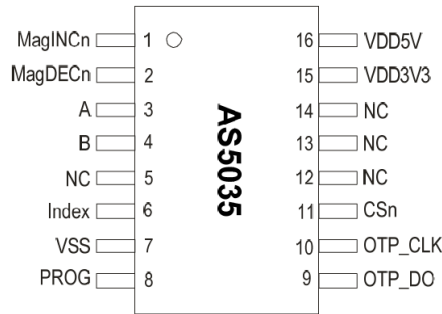 MagINCn 1 16 VDD5V
MagDECn 2 15 VDD3V3
A 3 14 NC
B 4 13 NC
NC 5 12 NC
Index 6 11 CSn
VSS 7 10 OTP_CLK
PROG 8 9 OTP_DO
AS5035